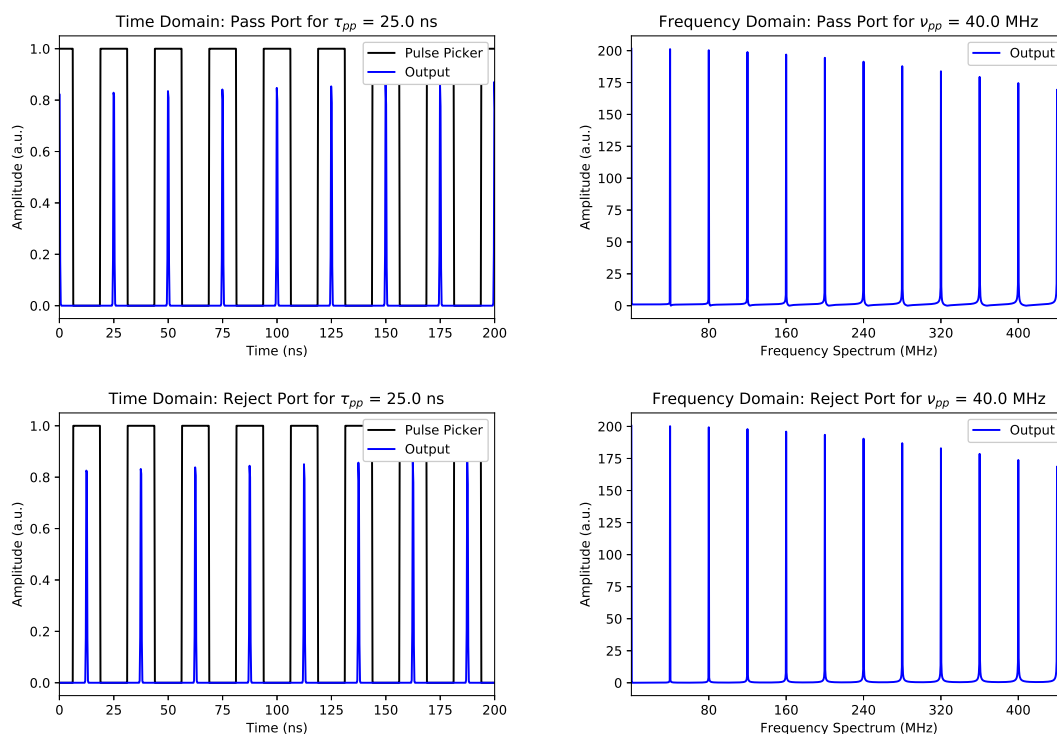 Time Domain: Pass Port for τpp = 25.0 ns
Pulse Picker
Output
Amplitude (a.u.)
1.0
0.8
0.6
0.4
0.2
0.0
0 25 50 75 100 125 150 175 200
Time (ns)
Frequency Domain: Pass Port for νpp = 40.0 MHz
Output
Amplitude (a.u.)
200
175
150
125
100
75
50
25
0
80 160 240 320 400
Frequency Spectrum (MHz)
Time Domain: Reject Port for τpp = 25.0 ns
Pulse Picker
Output
Amplitude (a.u.)
1.0
0.8
0.6
0.4
0.2
0.0
0 25 50 75 100 125 150 175 200
Time (ns)
Frequency Domain: Reject Port for νpp = 40.0 MHz
Output
Amplitude (a.u.)
200
175
150
125
100
75
50
25
0
80 160 240 320 400
Frequency Spectrum (MHz)